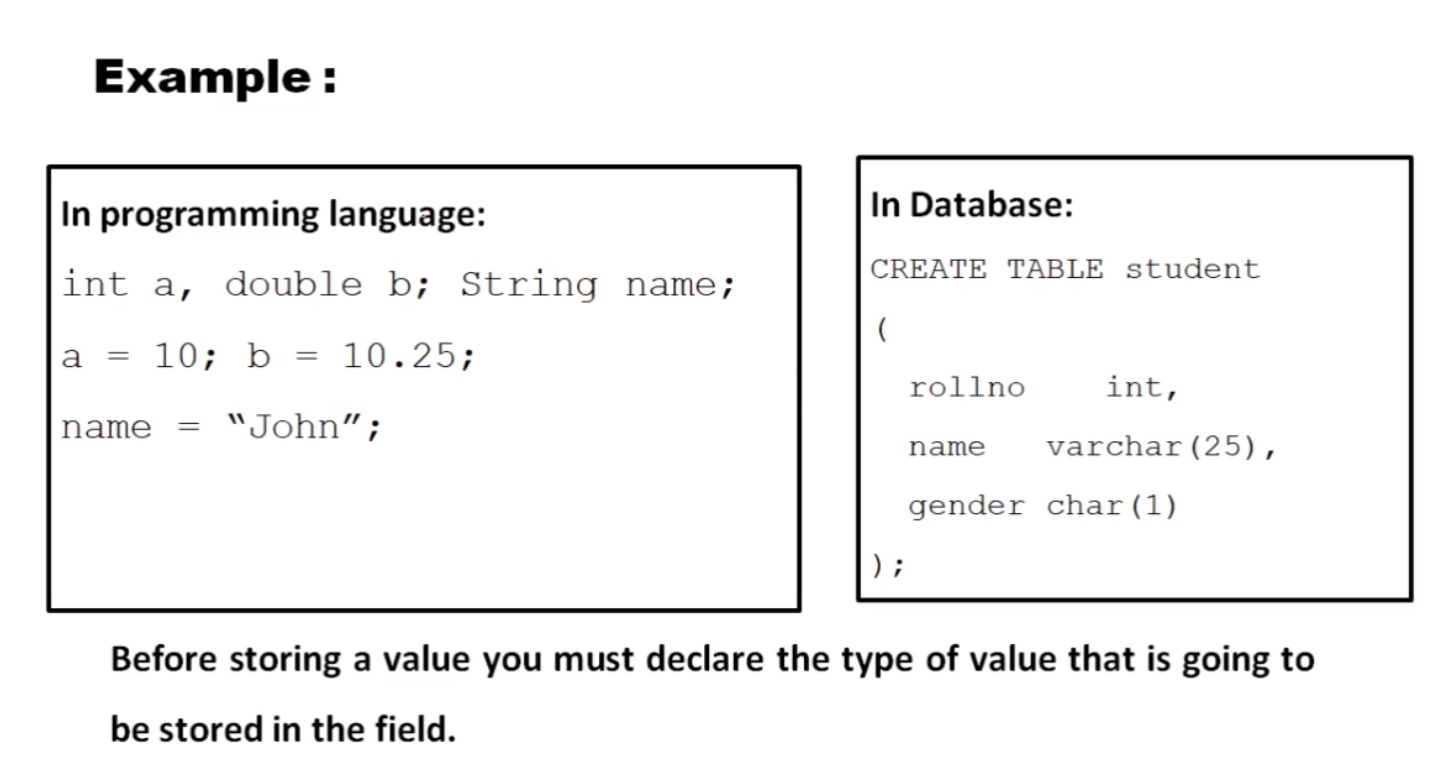 Example :
In programming language:
int a, double b; String name;
a = 10; b = 10.25;
name = “John”;
In Database:
CREATE TABLE student
(
rollno int,
name varchar(25),
gender char(1)
);
Before storing a value you must declare the type of value that is going to
be stored in the field.